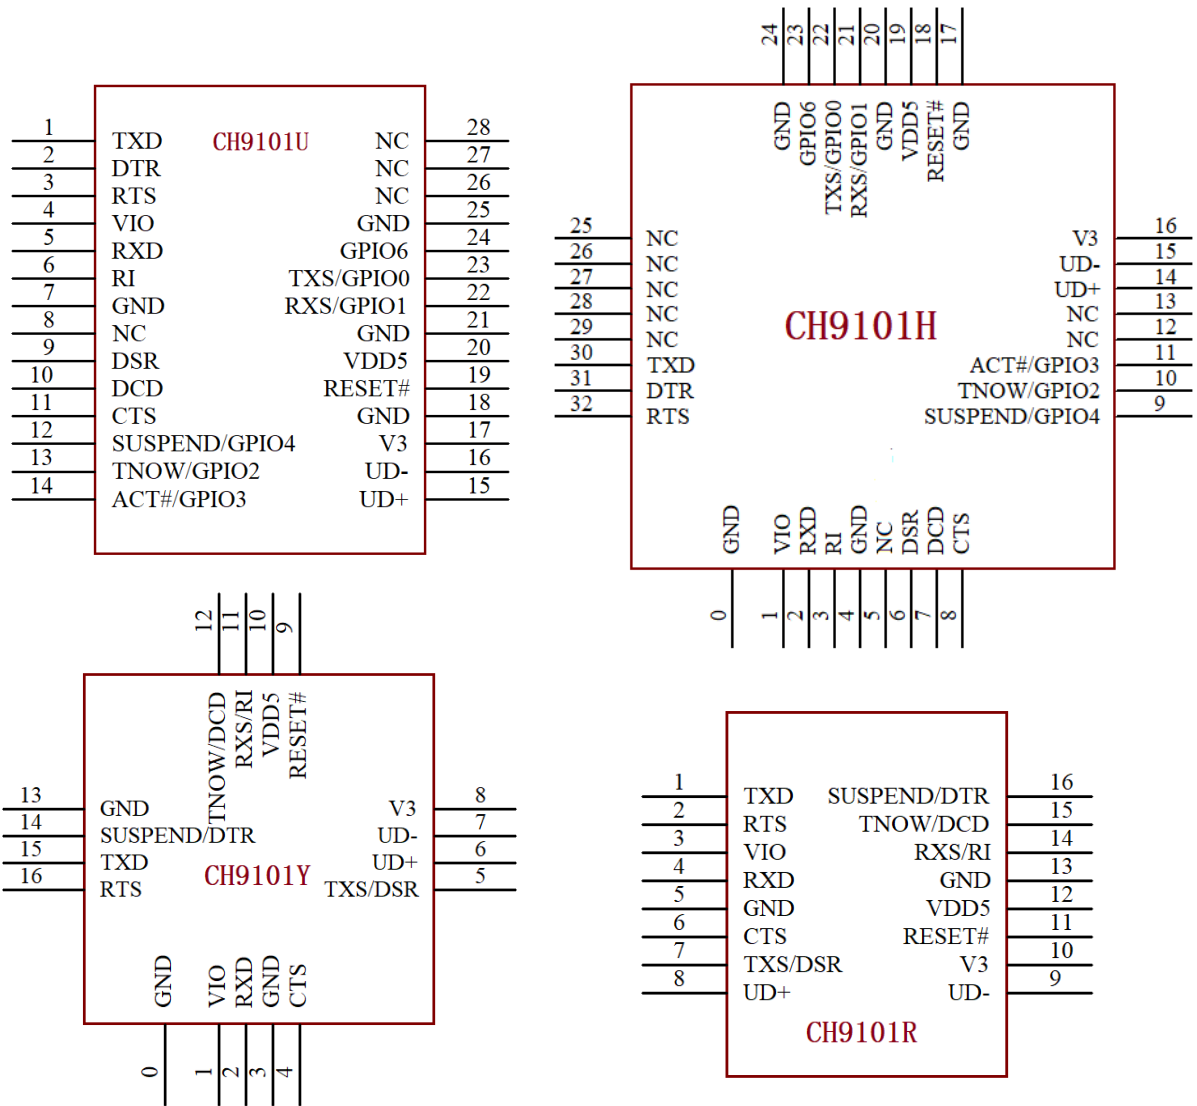 CH9101U
1 TXD NC 28
2 DTR NC 27
3 RTS NC 26
4 VIO GND 25
5 RXD GPIO6 24
6 RI TXS/GPIO0 23
7 GND RXS/GPIO1 22
8 NC GND 21
9 DSR VDD5 20
10 DCD RESET# 19
11 CTS GND 18
12 SUSPEND/GPIO4 V3 17
13 TNOW/GPIO2 UD- 16
14 ACT#/GPIO3 UD+ 15
24 GND
23 GPIO6
22 TXS/GPIO0
21 RXS/GPIO1
20 GND
19 VDD5
18 RESET#
17 GND
25 NC
26 NC
27 NC
28 NC
29 NC
30 TXD
31 DTR
32 RTS
CH9101H
V3 16
UD- 15
UD+ 14
NC 13
NC 12
ACT#/GPIO3 11
TNOW/GPIO2 10
SUSPEND/GPIO4 9
GND 0
VIO 1
RXD 2
RI 3
GND 4
NC 5
DSR 6
DCD 7
CTS 8
12 TNOW/DCD
11 RXS/RI
10 VDD5
9 RESET#
13 GND
14 SUSPEND/DTR
15 TXD
16 RTS
CH9101Y
V3 8
UD- 7
UD+ 6
TXS/DSR 5
GND 0
VIO 1
RXD 2
GND 3
CTS 4
1 TXD SUSPEND/DTR 16
2 RTS TNOW/DCD 15
3 VIO RXS/RI 14
4 RXD GND 13
5 GND VDD5 12
6 CTS RESET# 11
7 TXS/DSR V3 10
8 UD+ UD- 9
CH9101R